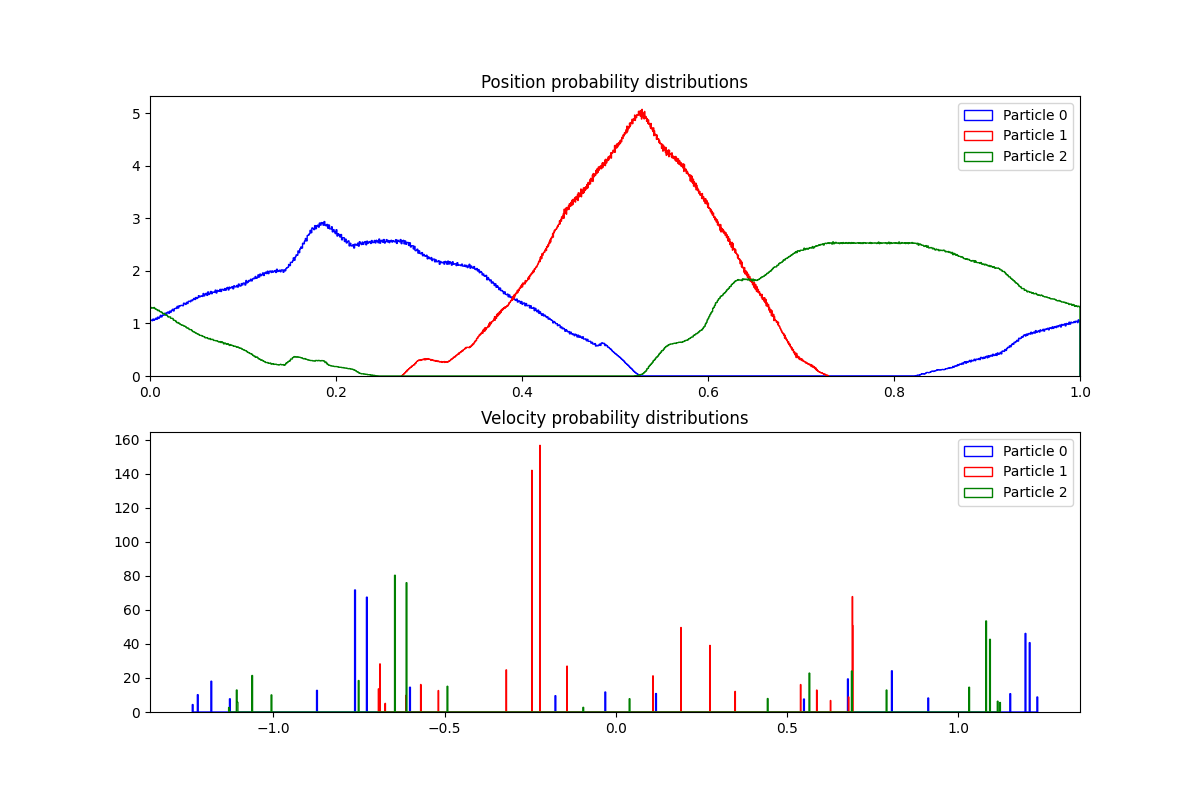 Position probability distributions
5
4
3
2
1
0
Particle 0
Particle 1
Particle 2
0.0 0.2 0.4 0.6 0.8 1.0
Velocity probability distributions
160
140
120
100
80
60
40
20
0
Particle 0
Particle 1
Particle 2
−1.0 −0.5 0.0 0.5 1.0